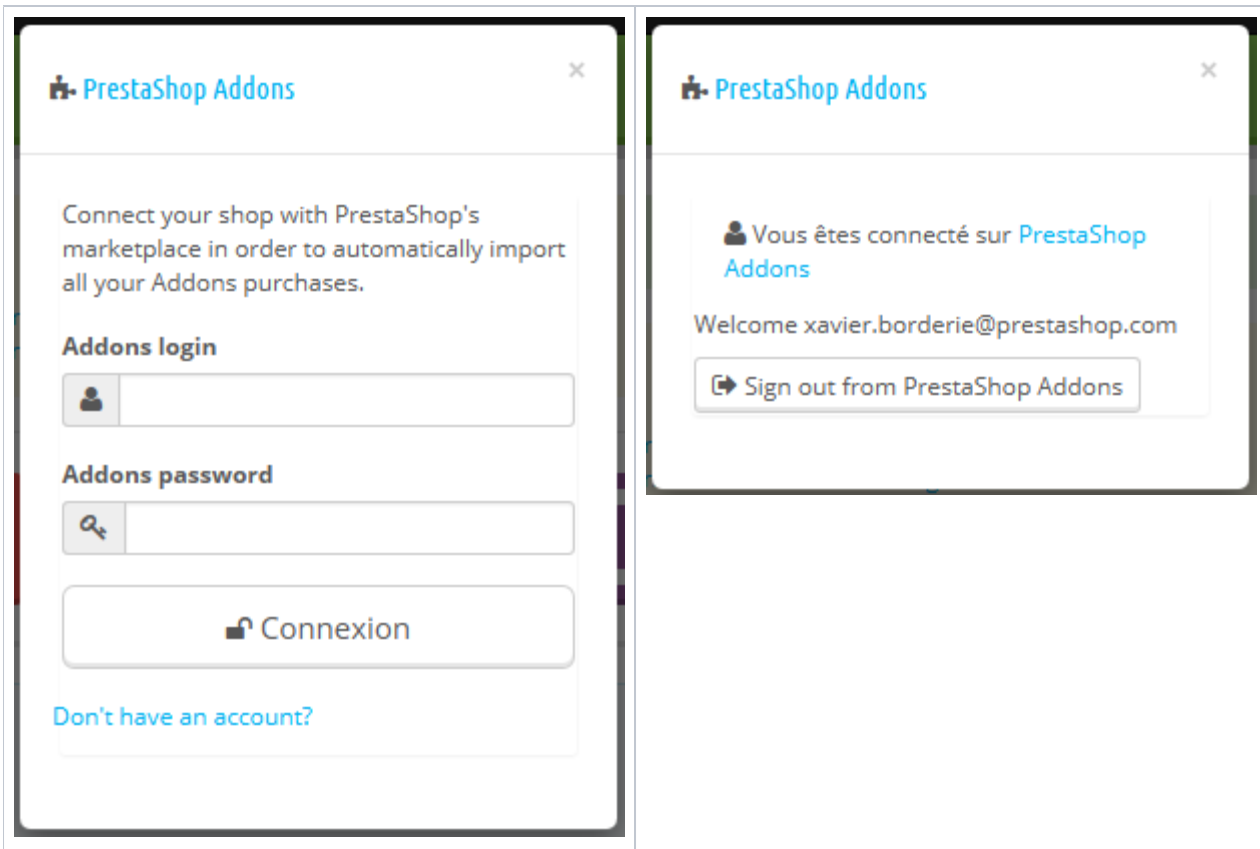 PrestaShop Addons
×
Connect your shop with PrestaShop's
marketplace in order to automatically import
all your Addons purchases.
Addons login
Addons password
Connexion
Don't have an account?
PrestaShop Addons
×
Vous êtes connecté sur PrestaShop
Addons
Welcome xavier.borderie@prestashop.com
Sign out from PrestaShop Addons